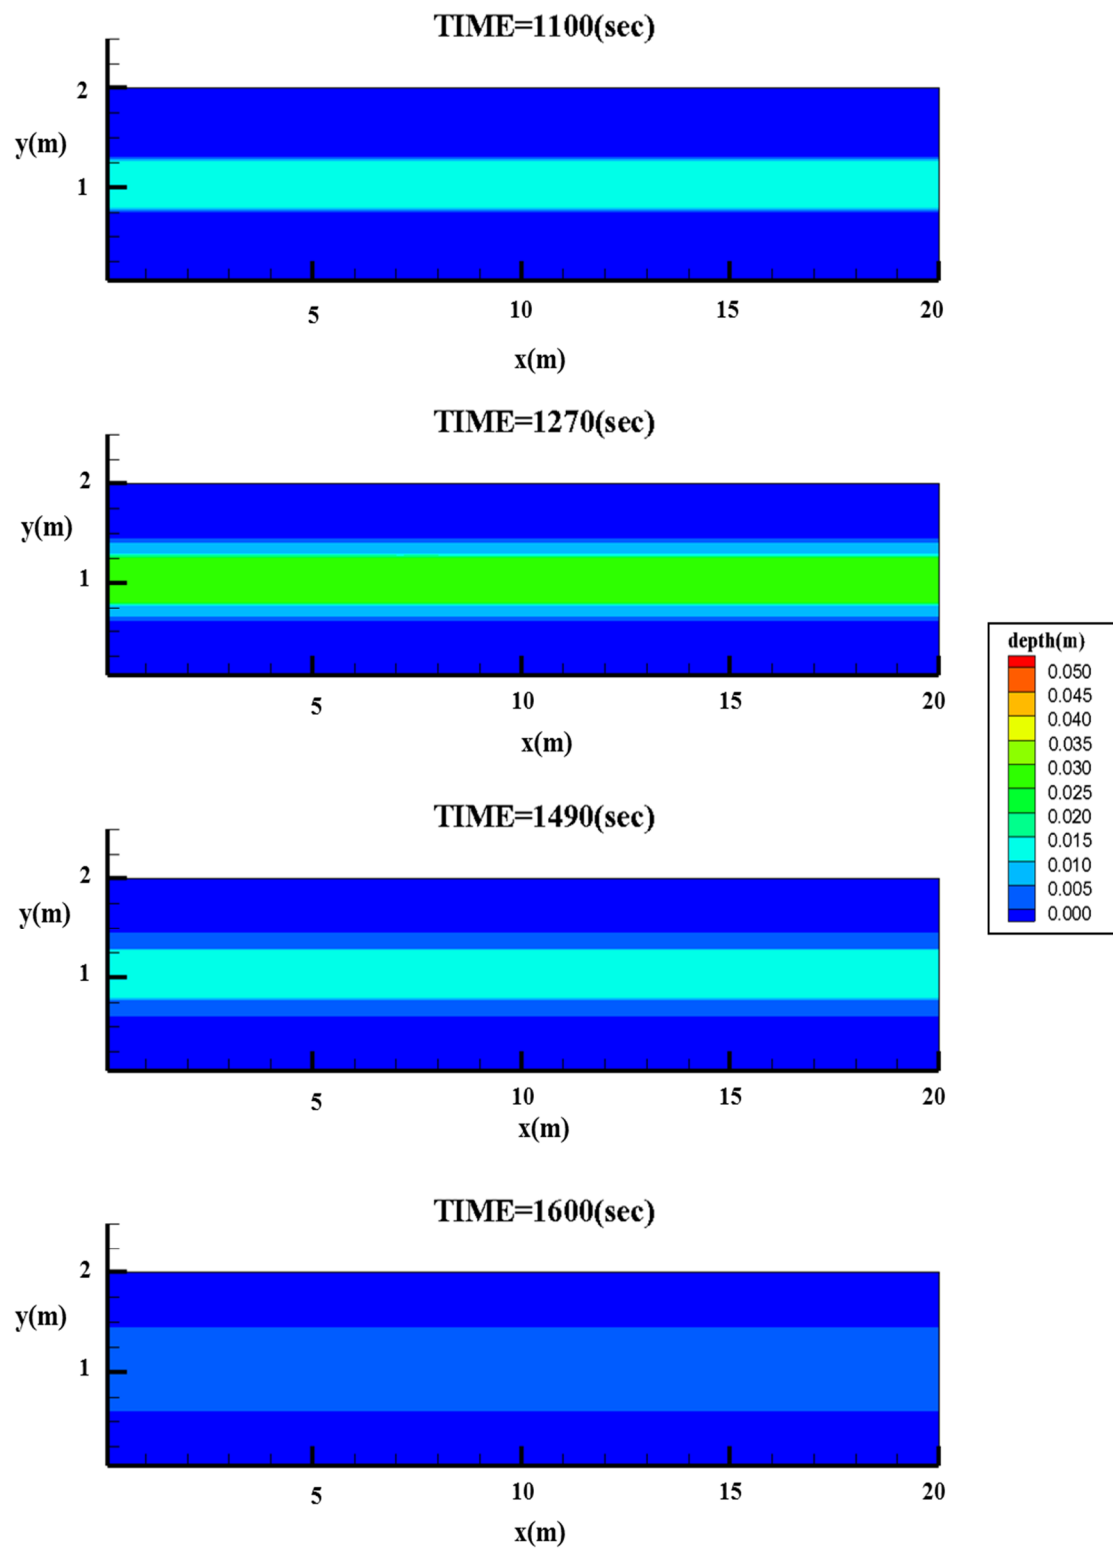 TIME=1100(sec)
2
y(m)
1
5
10
15
20
x(m)
TIME=1270(sec)
2
y(m)
1
5
10
15
20
x(m)
depth(m)
0.050
0.045
0.040
0.035
0.030
0.025
0.020
0.015
0.010
0.005
0.000
TIME=1490(sec)
2
y(m)
1
5
10
15
20
x(m)
TIME=1600(sec)
2
y(m)
1
5
10
15
20
x(m)